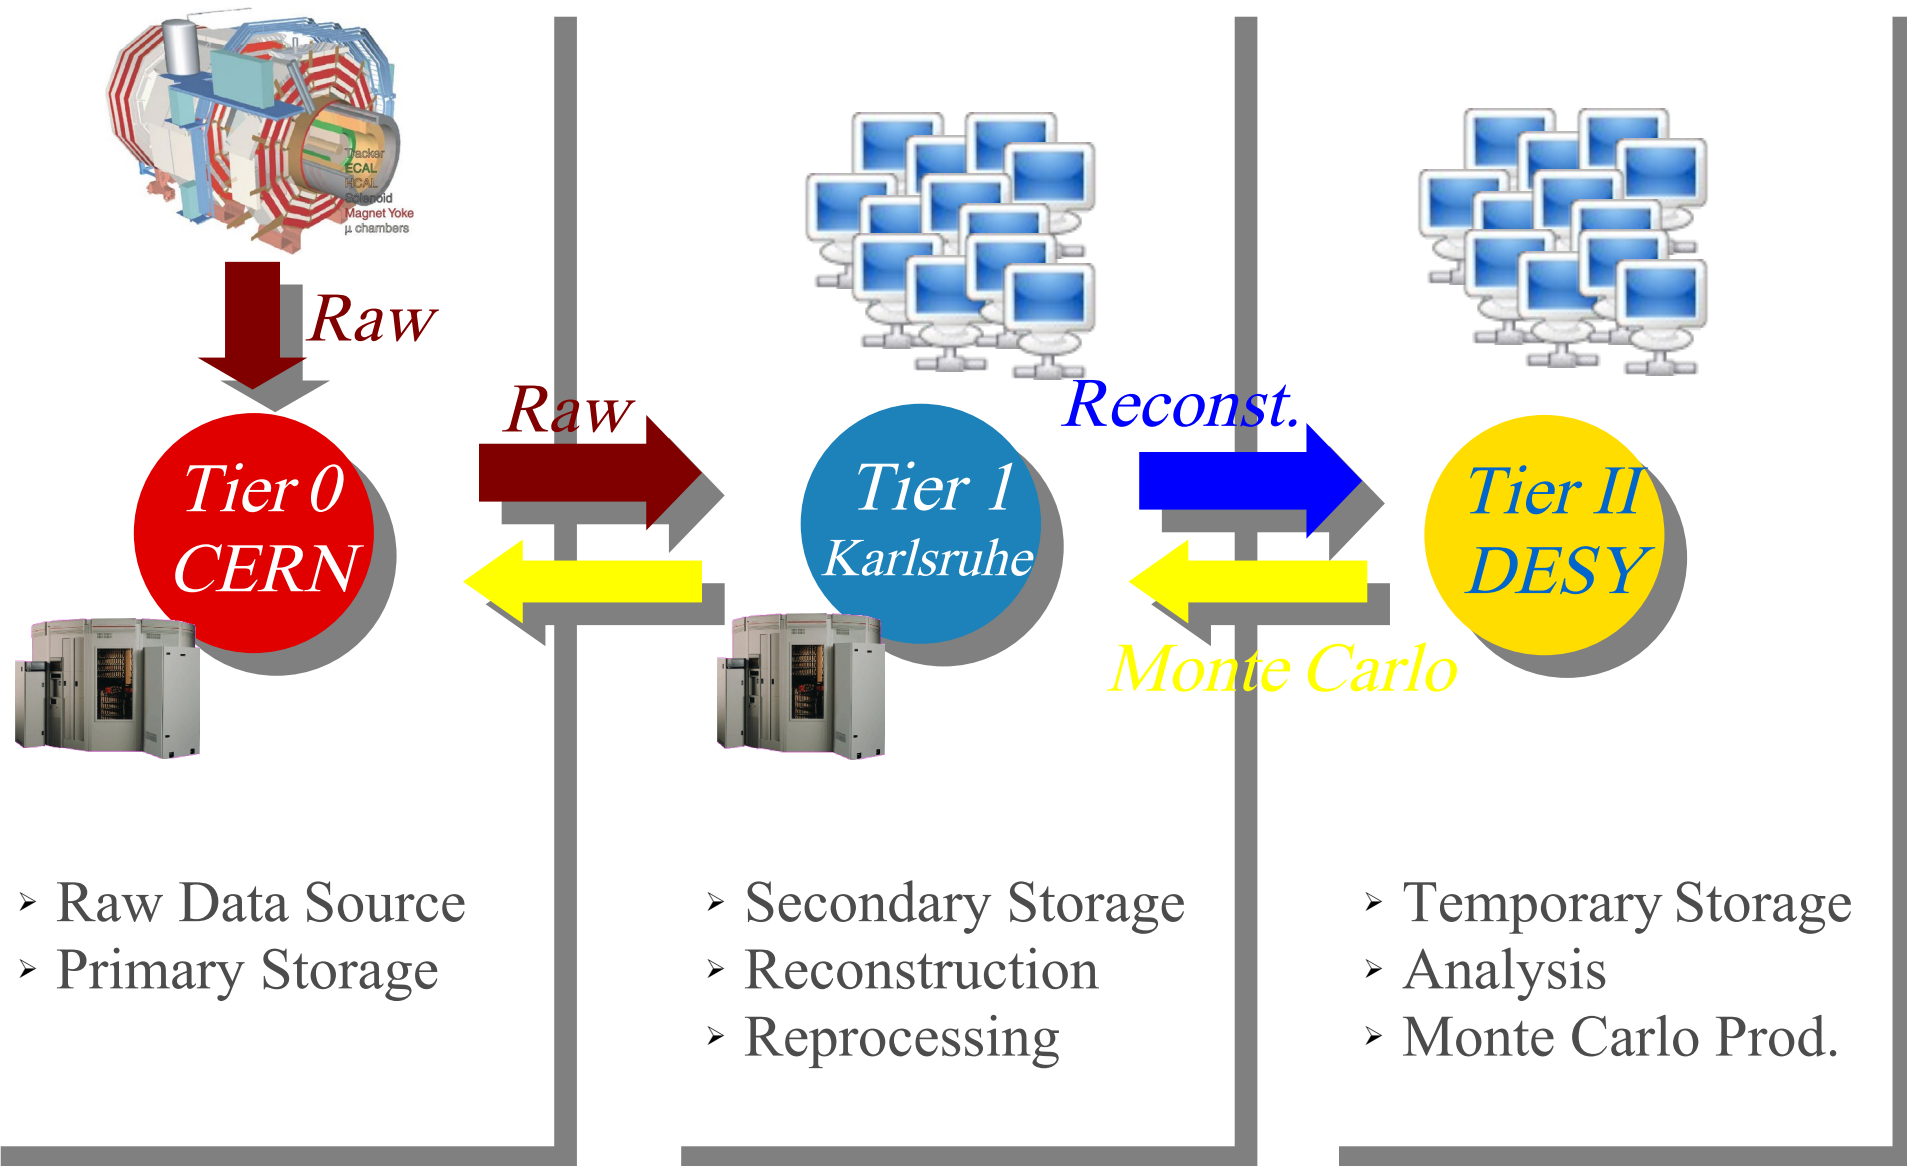 Tracker
ECAL
HCAL
Solenoid
Magnet Yoke
μ chambers
Raw
Raw
Reconst.
Tier 0
CERN
Tier 1
Karlsruhe
Tier II
DESY
Monte Carlo
➢ Raw Data Source
➢ Primary Storage
➢ Secondary Storage
➢ Reconstruction
➢ Reprocessing
➢ Temporary Storage
➢ Analysis
➢ Monte Carlo Prod.